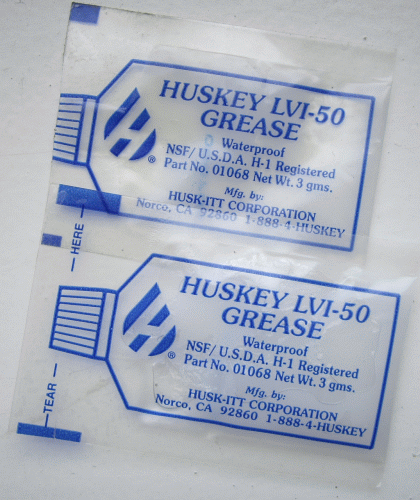 HUSKEY LVI-50
GREASE
Waterproof
NSF/U.S.D.A. H-1 Registered
Part No. 01068 Net Wt. 3 gms.
Mfg. by:
HUSK-ITT CORPORATION
Norco, CA 92860 1-888-4-HUSKEY
®
HERE
HUSKEY LVI-50
GREASE
Waterproof
NSF/U.S.D.A. H-1 Registered
Part No. 01068 Net Wt. 3 gms.
Mfg. by:
HUSK-ITT CORPORATION
Norco, CA 92860 1-888-4-HUSKEY
®
TEAR